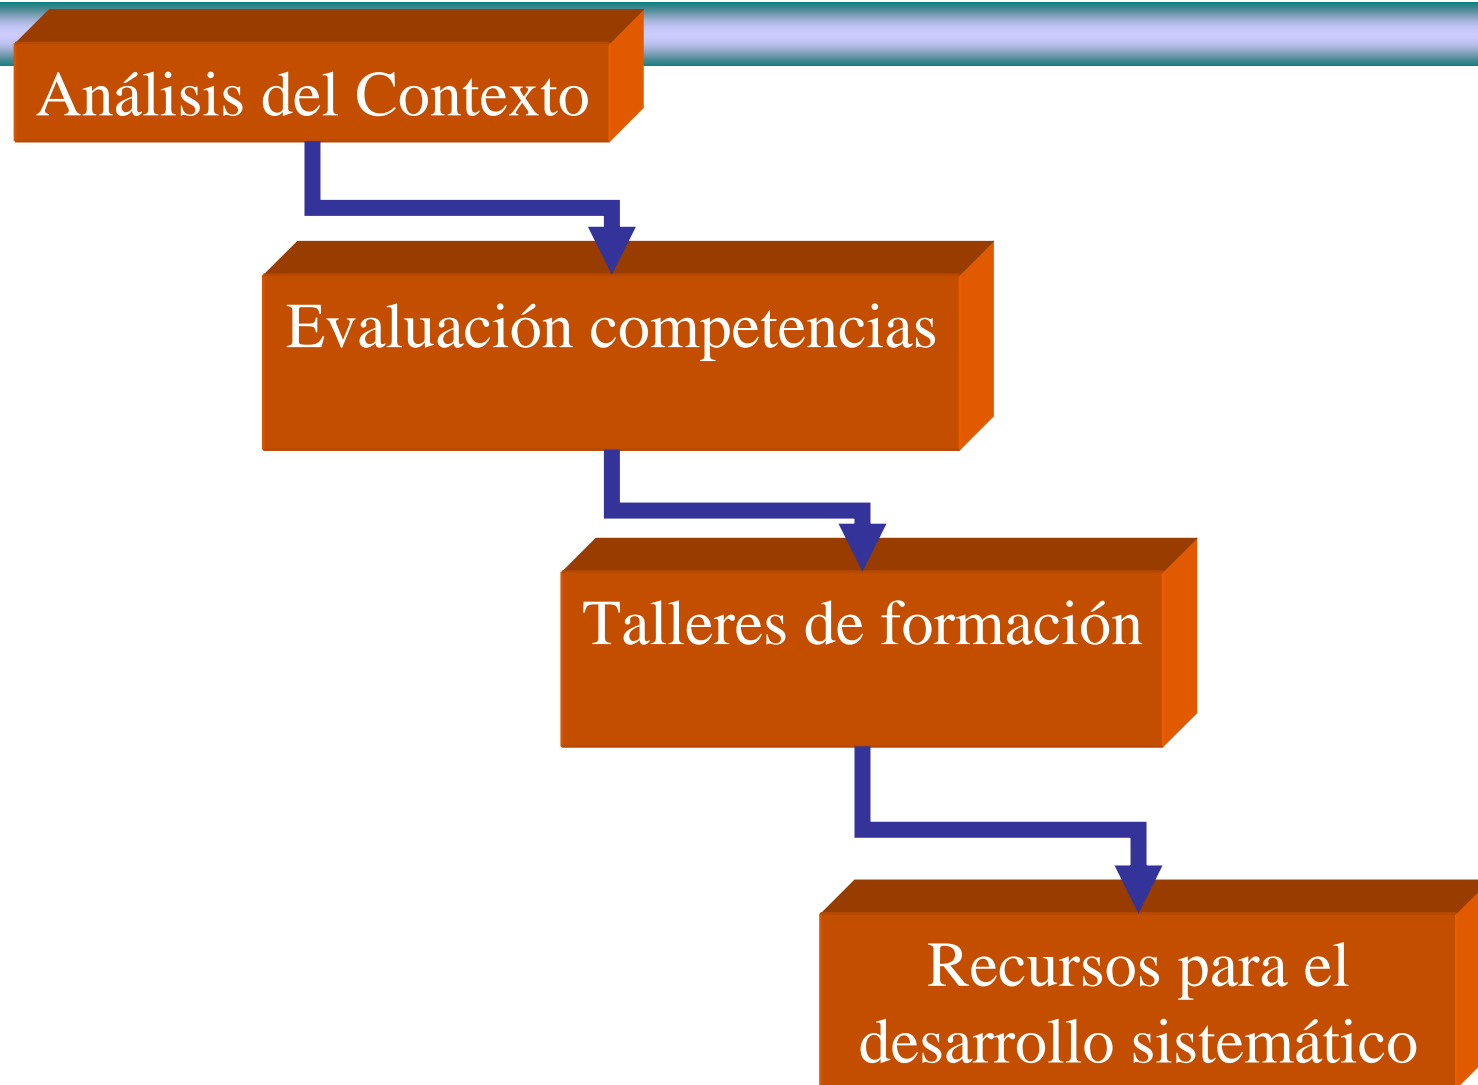 Análisis del Contexto
Evaluación competencias
Talleres de formación
Recursos para el
desarrollo sistemático